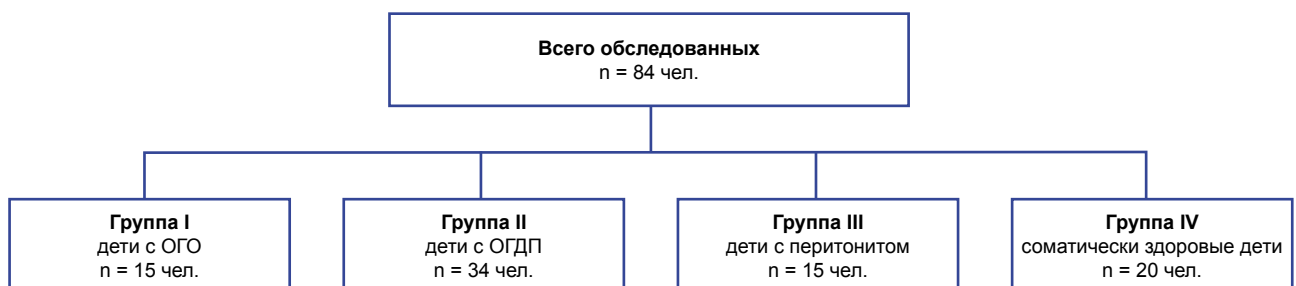 Всего обследованных
n = 84 чел.
Группа I
дети с ОГО
n = 15 чел.
Группа II
дети с ОГДП
n = 34 чел.
Группа III
дети с перитонитом
n = 15 чел.
Группа IV
соматически здоровые дети
n = 20 чел.